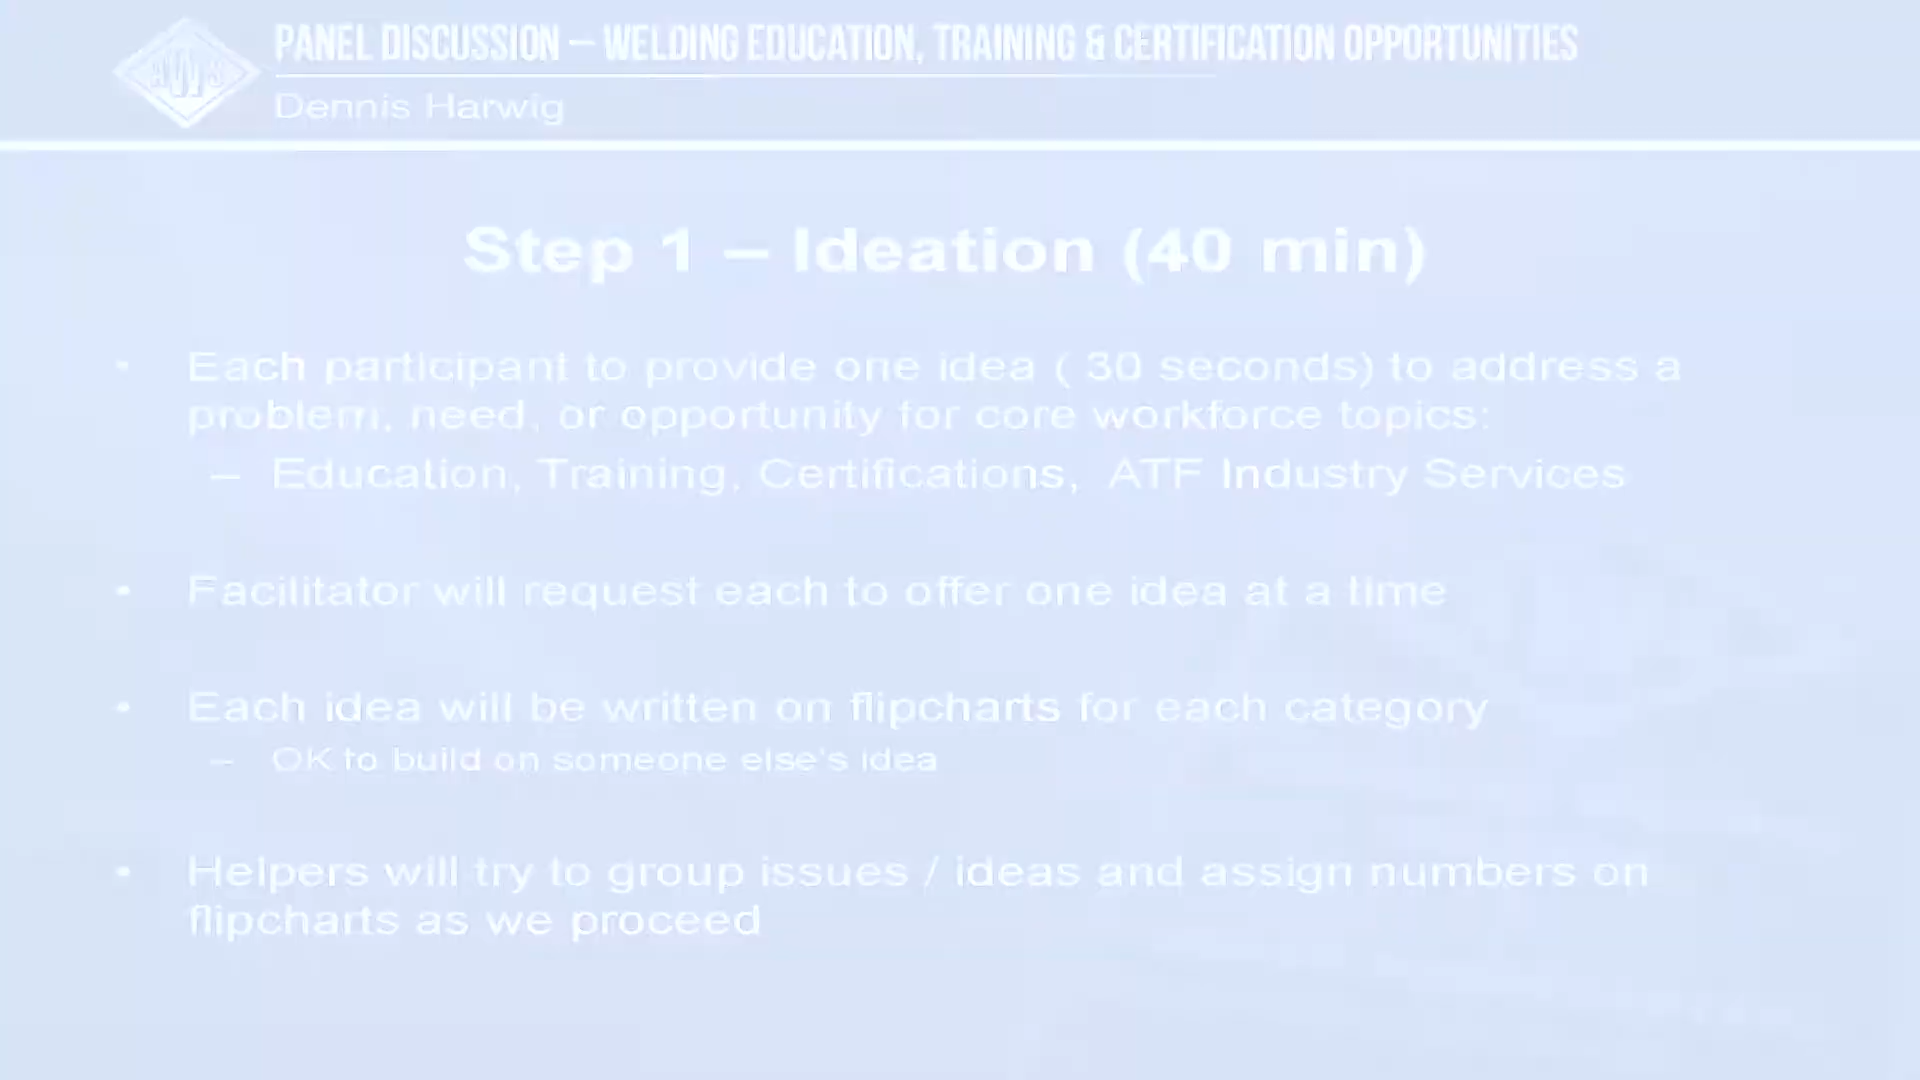 AWS
PANEL DISCUSSION – WELDING EDUCATION, TRAINING & CERTIFICATION OPPORTUNITIES
Dennis Harwig
Step 1 – Ideation (40 min)
• Each participant to provide one idea ( 30 seconds) to address a
problem, need, or opportunity for core workforce topics:
– Education, Training, Certifications, ATF Industry Services
• Facilitator will request each to offer one idea at a time
• Each idea will be written on flipcharts for each category
– OK to build on someone else's idea
• Helpers will try to group issues / ideas and assign numbers on
flipcharts as we proceed